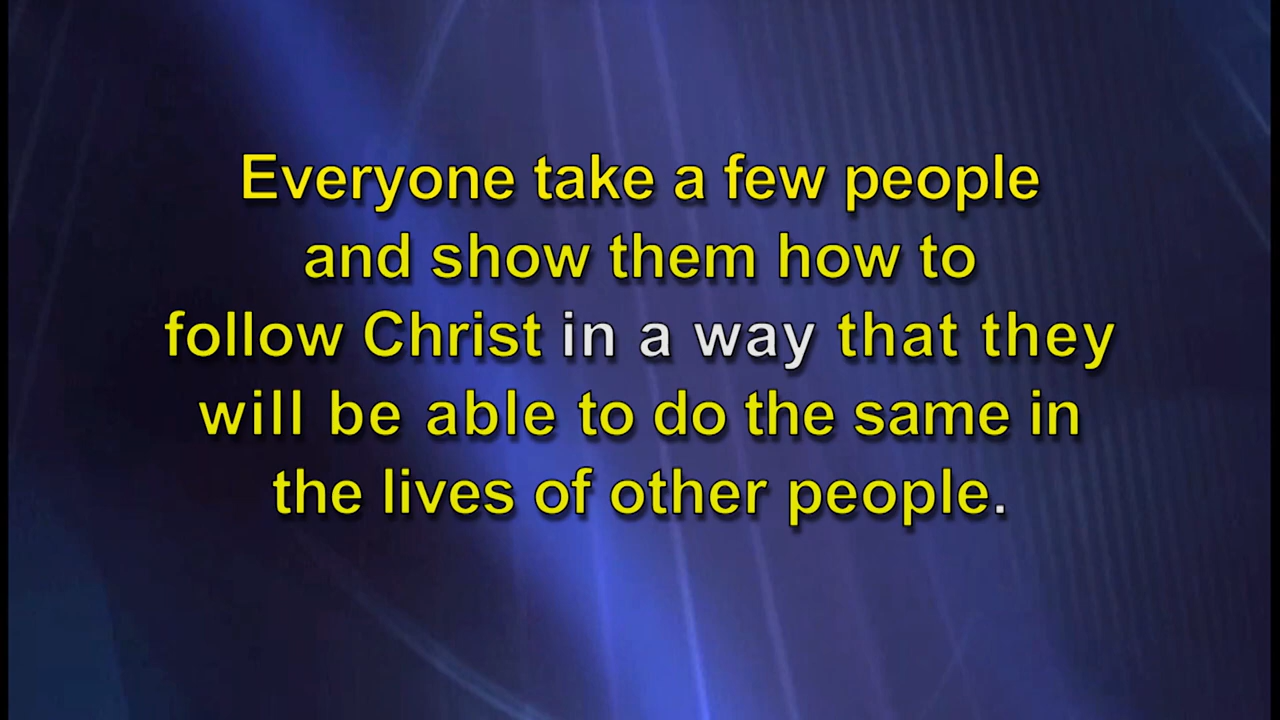 Everyone take a few people
and show them how to
follow Christ in a way that they
will be able to do the same in
the lives of other people.